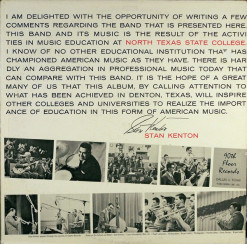 I AM DELIGHTED WITH THE OPPORTUNITY OF WRITING A FEW
COMMENTS REGARDING THE BAND THAT IS PRESENTED HERE.
THIS BAND AND ITS MUSIC IS THE RESULT OF THE ACTIVI
TIES IN MUSIC EDUCATION AT NORTH TEXAS STATE COLLEGE.
I KNOW OF NO OTHER EDUCATIONAL INSTITUTION THAT HAS
CHAMPIONED AMERICAN MUSIC AS THEY HAVE. THERE IS HAR
DLY AN AGGREGATION IN PROFESSIONAL MUSIC TODAY THAT
CAN COMPARE WITH THIS BAND. IT IS THE HOPE OF A GREAT
MANY OF US THAT THIS ALBUM, BY CALLING ATTENTION TO
WHAT HAS BEEN ACHIEVED IN DENTON, TEXAS, WILL INSPIRE
OTHER COLLEGES AND UNIVERSITIES TO REALIZE THE IMPORT
ANCE OF EDUCATION IN THIS FORM OF AMERICAN MUSIC.
Stan Kenton
STAN KENTON
90th Floor
Records